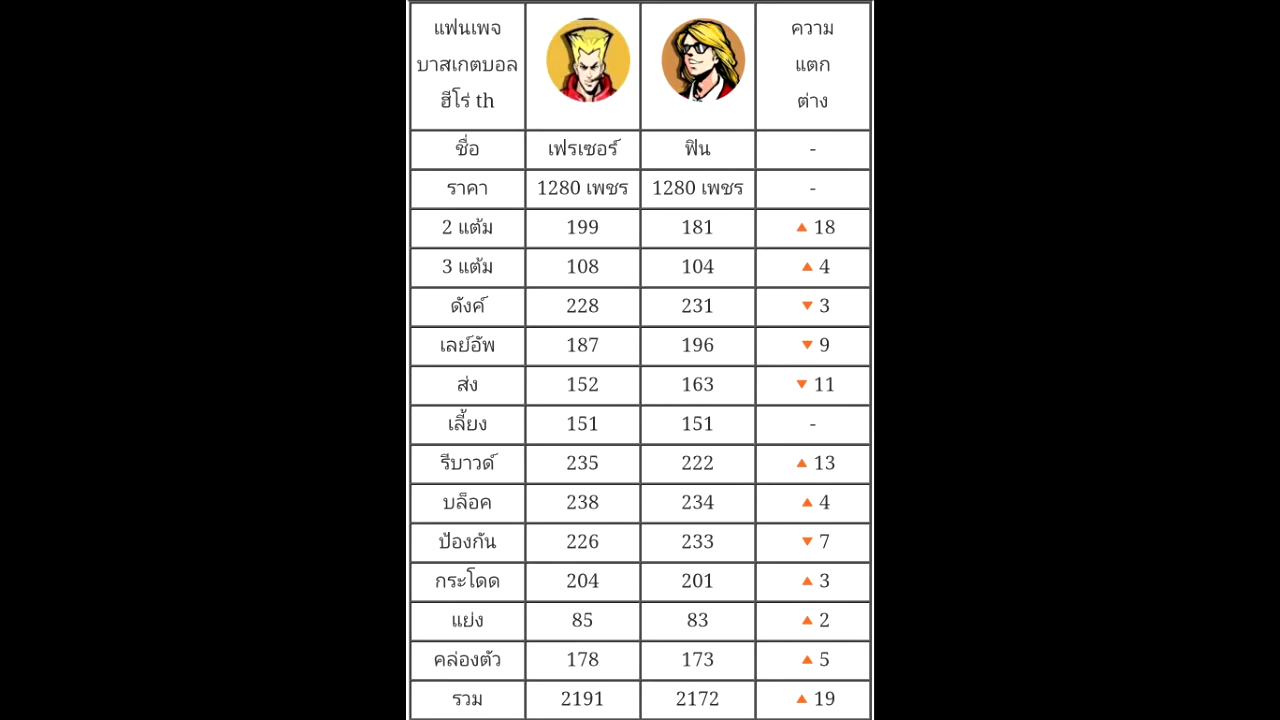 แฟนเพจ
บาสเกตบอล
ฮีโร่ th
ความ
แตก
ต่าง
ชื่อ เฟรเซอร์ ฟิน -
ราคา 1280 เพชร 1280 เพชร -
2 แต้ม 199 181 ▲ 18
3 แต้ม 108 104 ▲ 4
ดังค์ 228 231 ▼ 3
เลย์อัพ 187 196 ▼ 9
ส่ง 152 163 ▼ 11
เลี้ยง 151 151 -
รีบาวด์ 235 222 ▲ 13
บล็อค 238 234 ▲ 4
ป้องกัน 226 233 ▼ 7
กระโดด 204 201 ▲ 3
แย่ง 85 83 ▲ 2
คล่องตัว 178 173 ▲ 5
รวม 2191 2172 ▲ 19